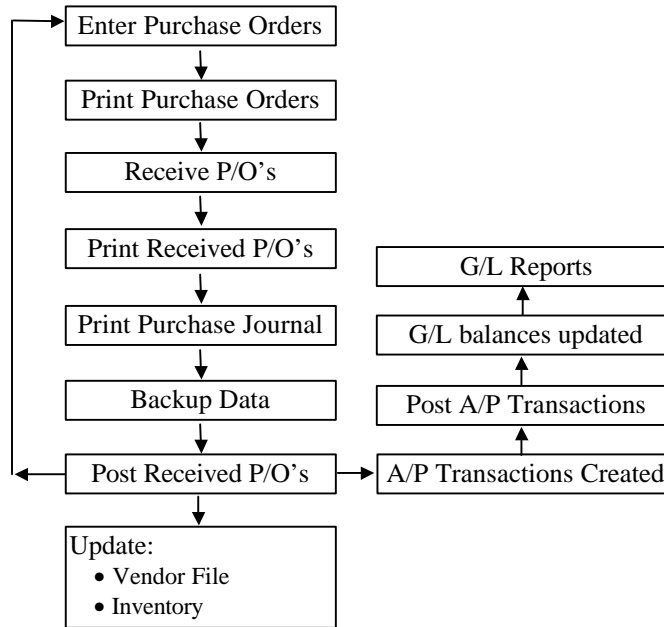 Enter Purchase Orders
Print Purchase Orders
Receive P/O’s
Print Received P/O’s
Print Purchase Journal
Backup Data
Post Received P/O’s
Update:
• Vendor File
• Inventory
G/L Reports
G/L balances updated
Post A/P Transactions
A/P Transactions Created